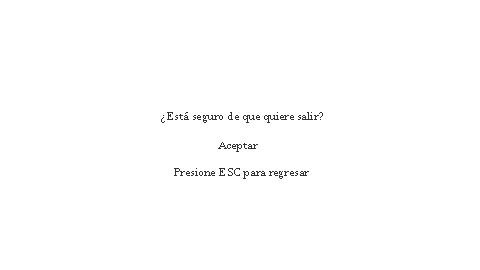 ¿Está seguro de que quiere salir?
Aceptar
Presione ESC para regresar